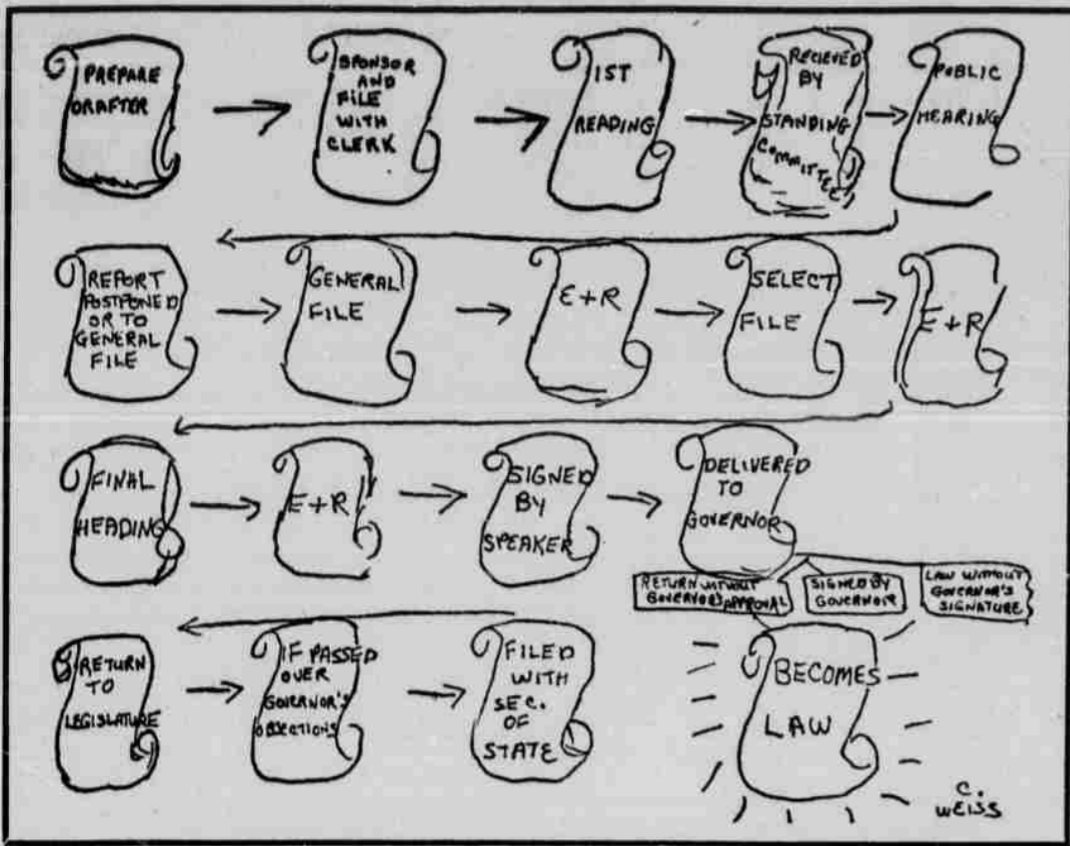 PREPARE
DRAFTER
SPONSOR
AND
FILE
WITH
CLERK
1ST
READING
RECIEVED
BY
STANDING
COMMITTEE
PUBLIC
HEARING
REPORT
POSTPONED
OR TO
GENERAL
FILE
GENERAL
FILE
E+R
SELECT
FILE
E+R
FINAL
HEADING
E+R
SIGNED
BY
SPEAKER
DELIVERED
TO
GOVERNOR
RETURN WITHOUT
GOVERNOR'S APPROVAL
SIGNED BY
GOVERNOR
LAW WITHOUT
GOVERNOR'S
SIGNATURE
RETURN
TO
LEGISLATURE
IF PASSED
OVER
GOVERNOR'S
OBJECTIONS
FILED
WITH
SEC.
OF
STATE
BECOMES
LAW
C.
WEISS